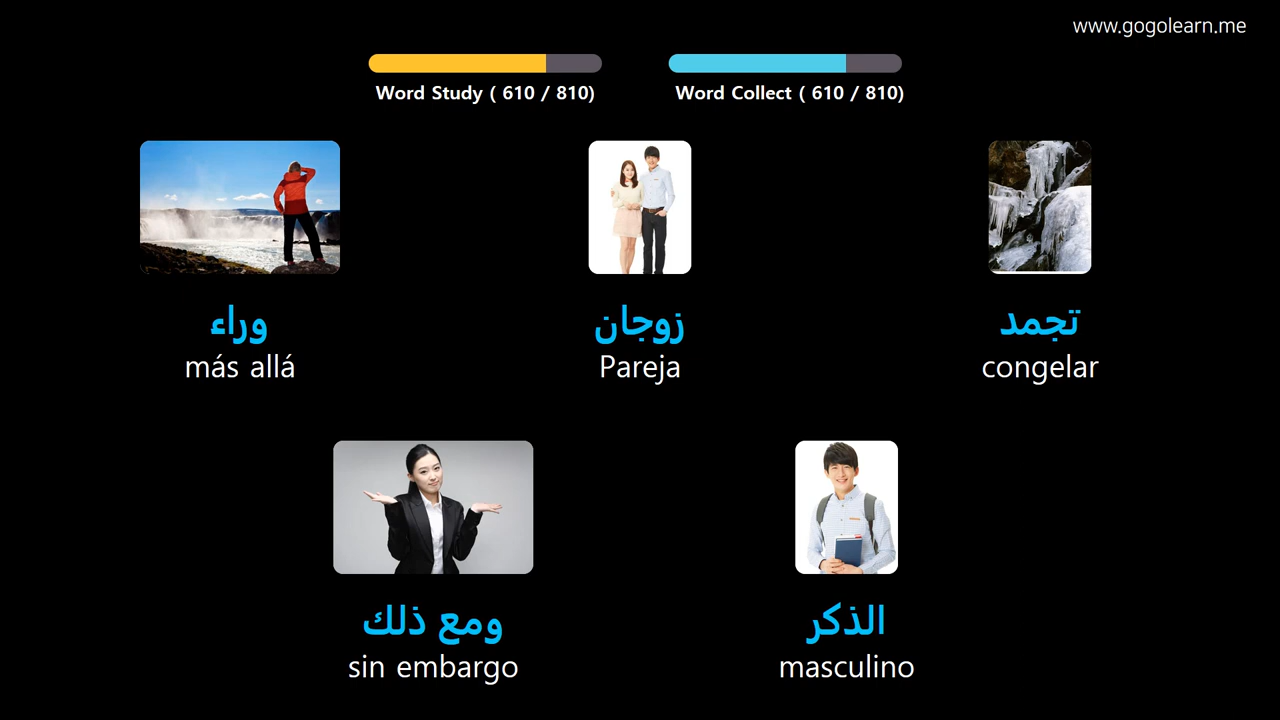 www.gogolearn.me
Word Study ( 610 / 810)
Word Collect ( 610 / 810)
وراء
más allá
زوجان
Pareja
تجمد
congelar
ومع ذلك
sin embargo
الذكر
masculino